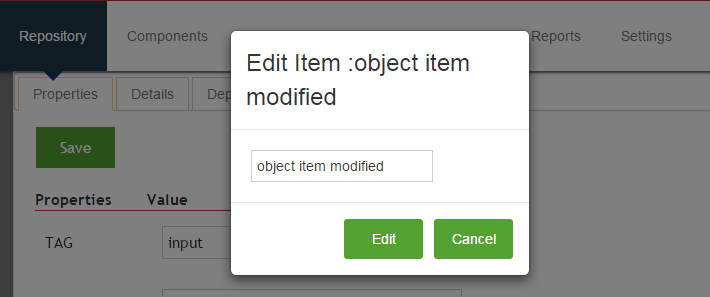 Repository Components Reports Settings
Edit Item :object item
modified
Properties Details Dep
Save
object item modified
Properties Value
TAG input
Edit Cancel